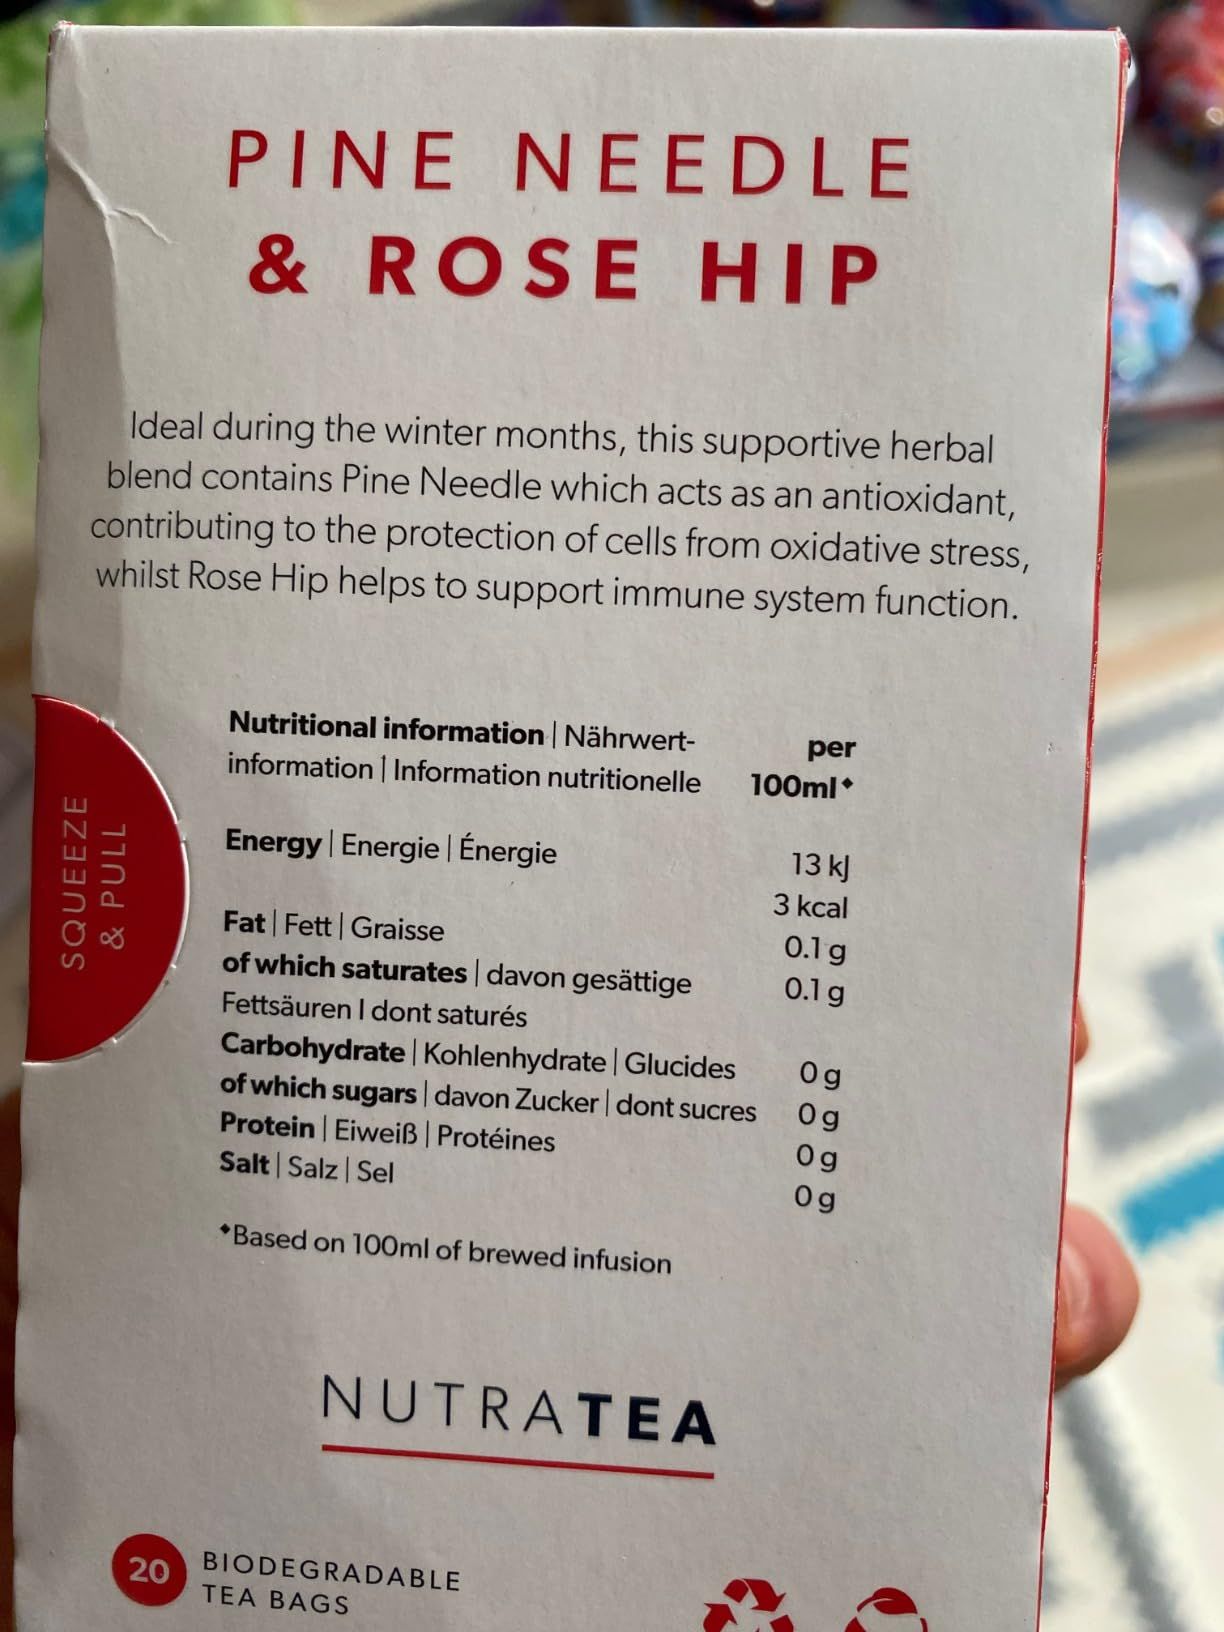 PINE NEEDLE
& ROSE HIP
Ideal during the winter months, this supportive herbal
blend contains Pine Needle which acts as an antioxidant,
contributing to the protection of cells from oxidative stress,
whilst Rose Hip helps to support immune system function.
SQUEEZE
& PULL
Nutritional information | Nährwert- per
information | Information nutritionelle 100ml◆
Energy | Energie | Énergie 13 kJ
3 kcal
Fat | Fett | Graisse 0.1 g
of which saturates | davon gesättige 0.1 g
Fettsäuren I dont saturés
Carbohydrate | Kohlenhydrate | Glucides 0 g
of which sugars | davon Zucker | dont sucres 0 g
Protein | Eiweiß | Protéines 0 g
Salt | Salz | Sel 0 g
◆Based on 100ml of brewed infusion
NUTRATEA
20 BIODEGRADABLE
TEA BAGS